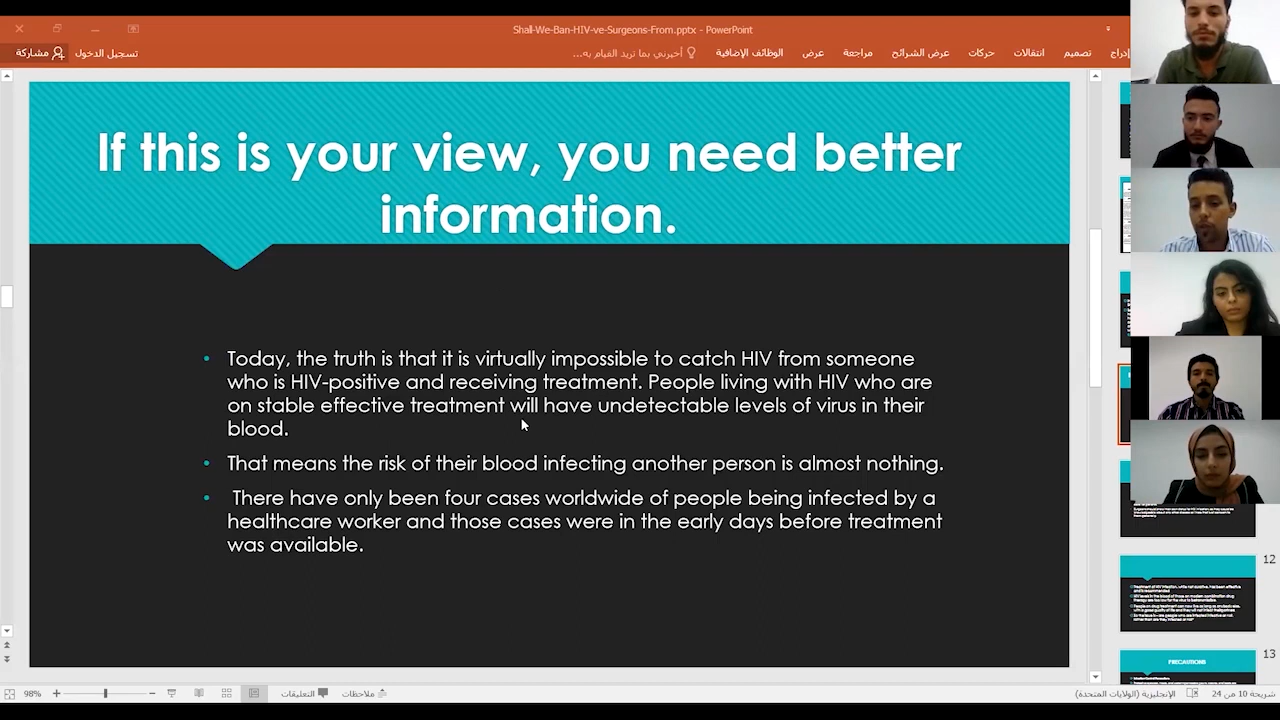 Shall-We-Ban-HIV-ve-Surgeons-From.pptx - PowerPoint
إدراج تصميم انتقالات حركات عرض الشرائح مراجعة عرض الوظائف الإضافية أخبرني بما تريد القيام به... تسجيل الدخول مشاركة
If this is your view, you need better
information.
• Today, the truth is that it is virtually impossible to catch HIV from someone
who is HIV-positive and receiving treatment. People living with HIV who are
on stable effective treatment will have undetectable levels of virus in their
blood.
• That means the risk of their blood infecting another person is almost nothing.
• There have only been four cases worldwide of people being infected by a
healthcare worker and those cases were in the early days before treatment
was available.
12
13
PRECAUTIONS
شريحة 10 من 24 الإنجليزية (الولايات المتحدة) ملاحظات التعليقات 98%